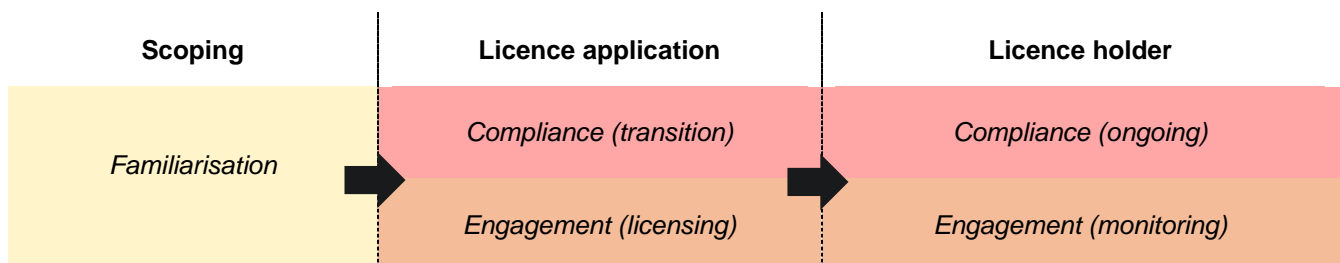 Scoping
Licence application
Licence holder
Familiarisation
Compliance (transition)
Compliance (ongoing)
Engagement (licensing)
Engagement (monitoring)